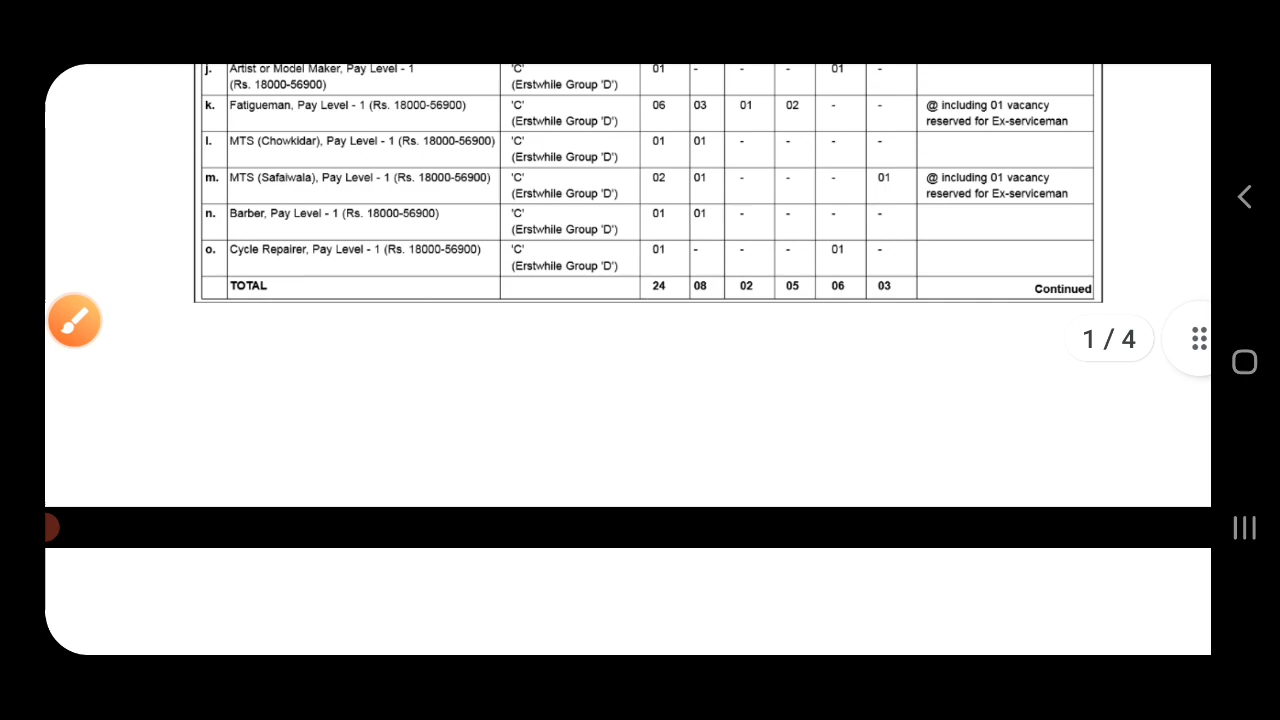 j. Artist or Model Maker, Pay Level - 1 'C' 01 - - - 01 -
(Rs. 18000-56900) (Erstwhile Group 'D')
k. Fatigueman, Pay Level - 1 (Rs. 18000-56900) 'C' 06 03 01 02 - - @ including 01 vacancy
(Erstwhile Group 'D') reserved for Ex-serviceman
l. MTS (Chowkidar), Pay Level - 1 (Rs. 18000-56900) 'C' 01 01 - - - -
(Erstwhile Group 'D')
m. MTS (Safaiwala), Pay Level - 1 (Rs. 18000-56900) 'C' 02 01 - - - 01 @ including 01 vacancy
(Erstwhile Group 'D') reserved for Ex-serviceman
n. Barber, Pay Level - 1 (Rs. 18000-56900) 'C' 01 01 - - - -
(Erstwhile Group 'D')
o. Cycle Repairer, Pay Level - 1 (Rs. 18000-56900) 'C' 01 - - - 01 -
(Erstwhile Group 'D')
TOTAL 24 08 02 05 06 03 Continued
1 / 4